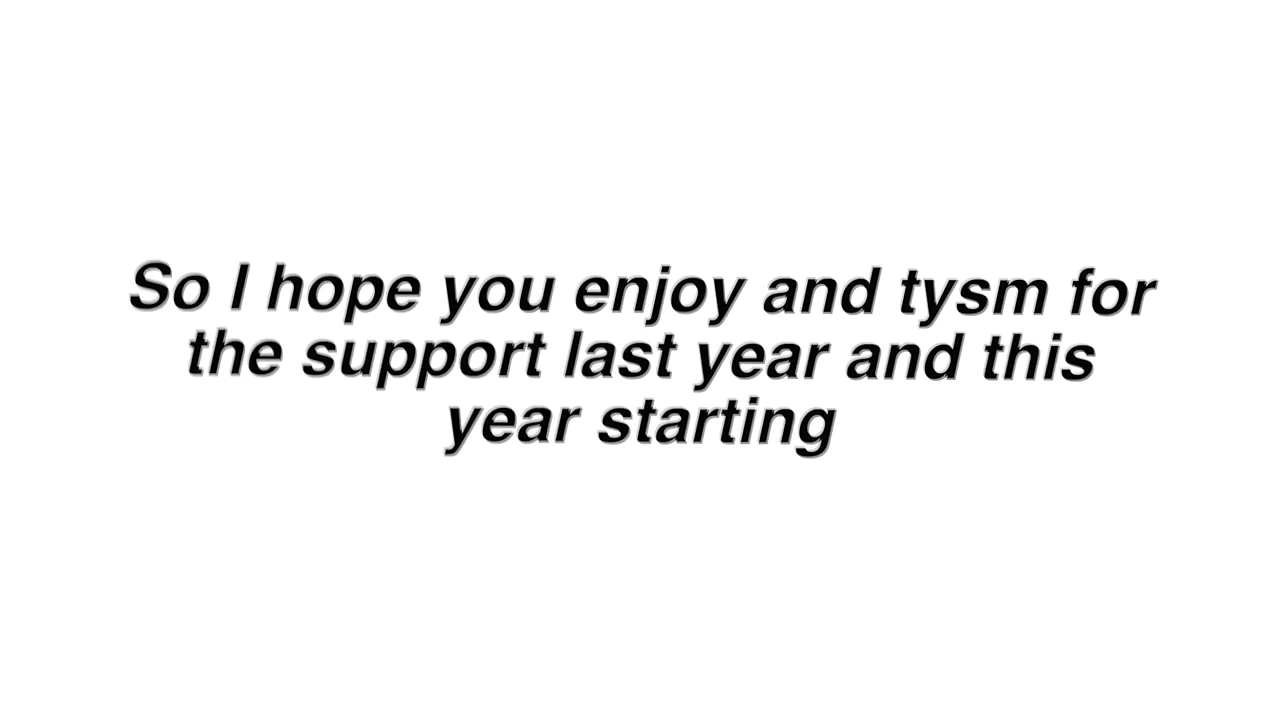 So I hope you enjoy and tysm for
the support last year and this
year starting